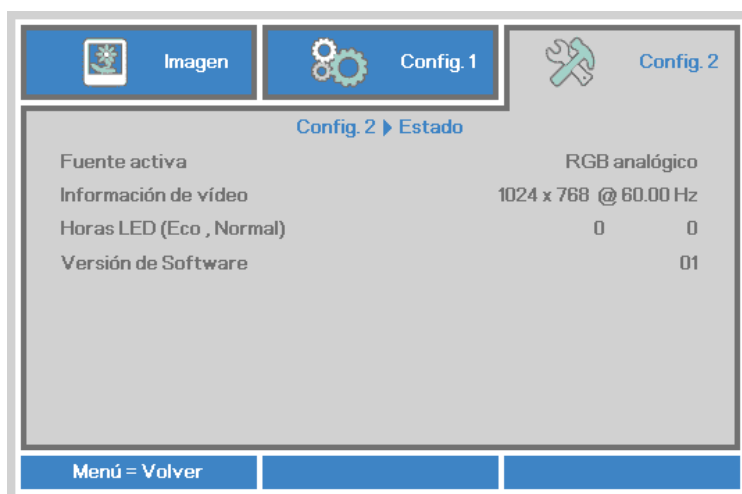 Imagen
Config. 1
Config. 2
Config. 2 Estado
Fuente activa RGB analógico
Información de vídeo 1024 x 768 @ 60.00 Hz
Horas LED (Eco , Normal) 0 0
Versión de Software 01
Menú = Volver